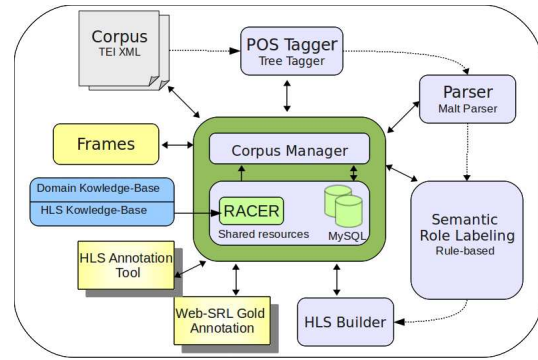 Corpus
TEI XML
POS Tagger
Tree Tagger
Parser
Malt Parser
Frames
Corpus Manager
Domain Kowledge-Base
HLS Kowledge-Base
RACER
Shared resources
MySQL
Semantic
Role Labeling
Rule-based
HLS Annotation
Tool
Web-SRL Gold
Annotation
HLS Builder